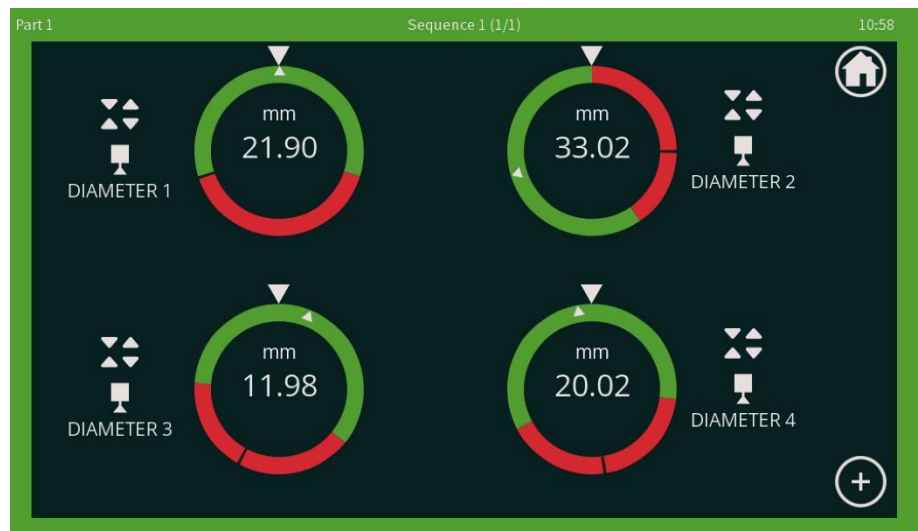 Part 1
Sequence 1 (1/1)
10:58
mm
21.90
DIAMETER 1
mm
33.02
DIAMETER 2
mm
11.98
DIAMETER 3
mm
20.02
DIAMETER 4
+